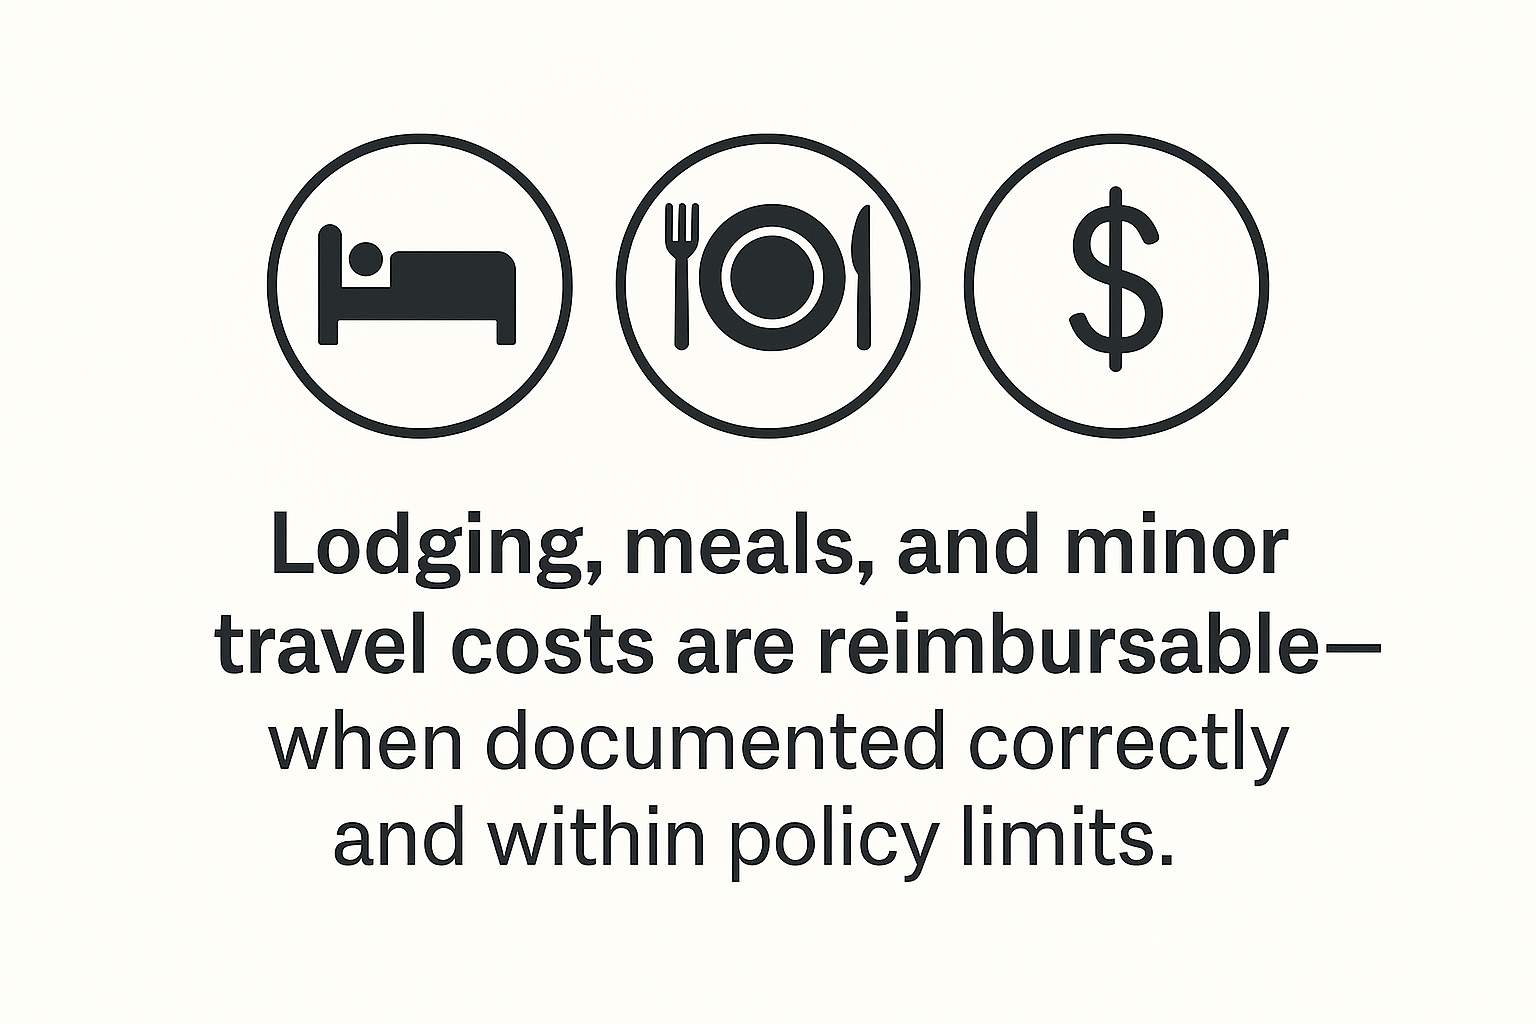 $
Lodging, meals, and minor
travel costs are reimbursable—
when documented correctly
and within policy limits.